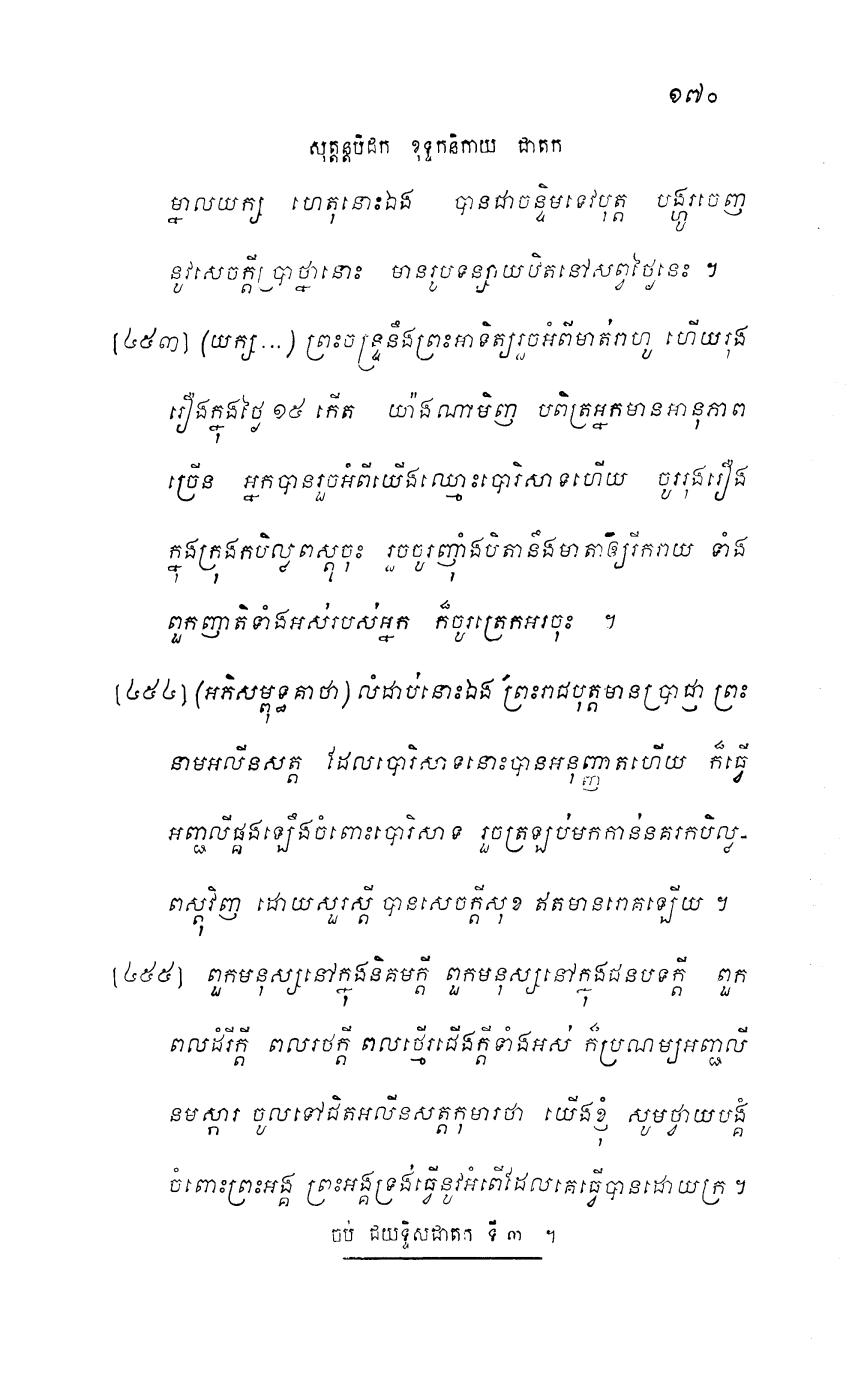 ១៧០
សុត្តន្តបិដក ខុទ្ទកនិកាយ ជាតក
ម្នាលយក្ស ហេតុនោះឯង បានជាចន្ទិមទេវបុត្ត បង្ហូរចេញ
នូវសេចក្តីប្រាថ្នានោះ មានរូបទន្សាយឋិតនៅសព្វថ្ងៃនេះ ។
[៤៥៣] (យក្ស...) ព្រះចន្ទ្រនឹងព្រះអាទិត្យរួចអំពីមាត់រាហូ ហើយរុង
រឿងក្នុងថ្ងៃ ១៥ កើត យ៉ាងណាមិញ បពិត្រអ្នកមានអានុភាព
ច្រើន អ្នកបានរួចអំពីយើងឈ្មោះបោរិសាទហើយ ចូររុងរឿង
ក្នុងក្រុងកបិល្លពស្តុចុះ រួចចូរញ៉ាំងបិតានឹងមាតាឲ្យរីករាយ ទាំង
ពួកញាតិទាំងអស់របស់អ្នក ក៏ចូរត្រេកអរចុះ ។
[៤៥៤] (អភិសម្ពុទ្ធគាថា) លំដាប់នោះឯង ព្រះរាជបុត្តមានប្រាជ្ញា ព្រះ
នាមអលីនសត្ត ដែលបោរិសាទនោះបានអនុញ្ញាតហើយ ក៏ធ្វើ
អញ្ជលីផ្គងឡើងចំពោះបោរិសាទ រួចត្រឡប់មកកាន់នគរកបិល្ល-
ពស្តុវិញ ដោយសួរស្តី បានសេចក្តីសុខ ឥតមានរោគឡើយ ។
[៤៥៥] ពួកមនុស្សនៅក្នុងនិគមក្តី ពួកមនុស្សនៅក្នុងជនបទក្តី ពួក
ពលដំរីក្តី ពលរថក្តី ពលថ្មើរជើងក្តីទាំងអស់ ក៏ប្រណម្យអញ្ជលី
នមស្ការ ចូលទៅជិតអលីនសត្តកុមារថា យើងខ្ញុំ សូមថ្វាយបង្គំ
ចំពោះព្រះអង្គ ព្រះអង្គទ្រង់ធ្វើនូវអំពើដែលគេធ្វើបានដោយក្រ ។
ចប់ ជយទ្ទិសជាតក ទី ៣ ។